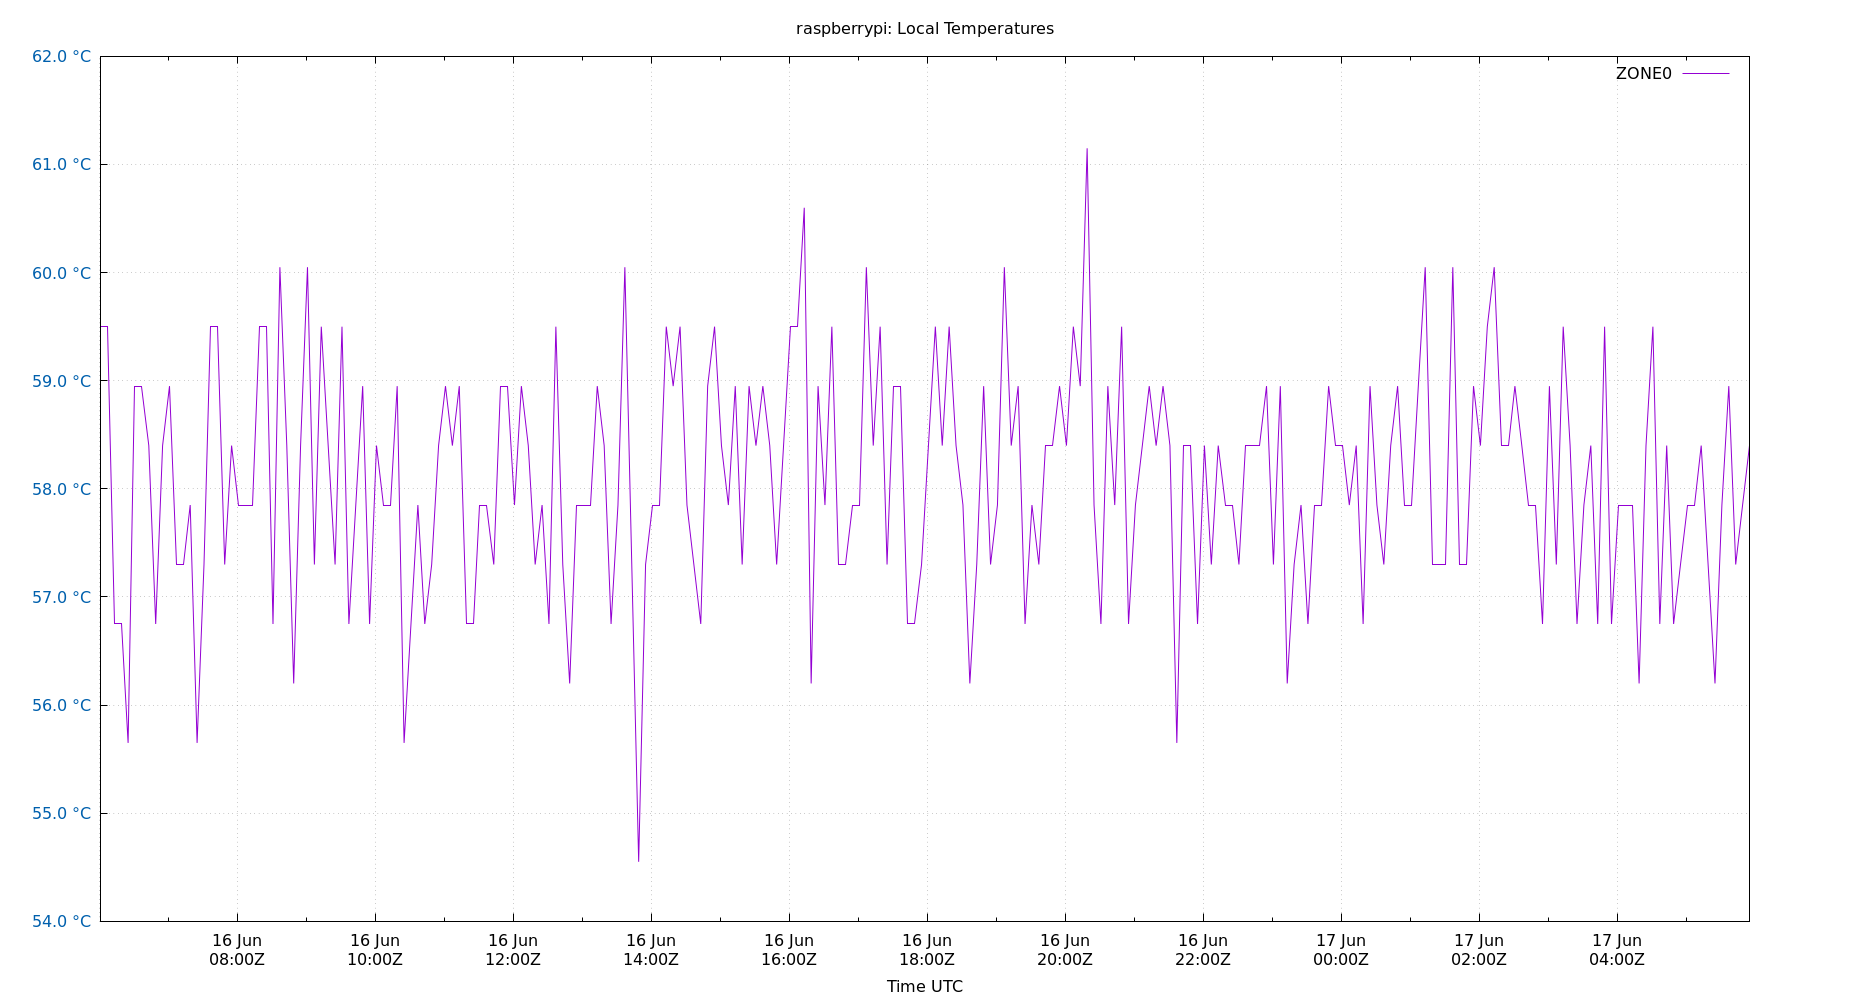 raspberrypi: Local Temperatures
62.0 °C
ZONE0
61.0 °C
60.0 °C
59.0 °C
58.0 °C
57.0 °C
56.0 °C
55.0 °C
54.0 °C
16 Jun 16 Jun 16 Jun 16 Jun 16 Jun 16 Jun 16 Jun 16 Jun 17 Jun 17 Jun 17 Jun
08:00Z 10:00Z 12:00Z 14:00Z 16:00Z 18:00Z 20:00Z 22:00Z 00:00Z 02:00Z 04:00Z
Time UTC